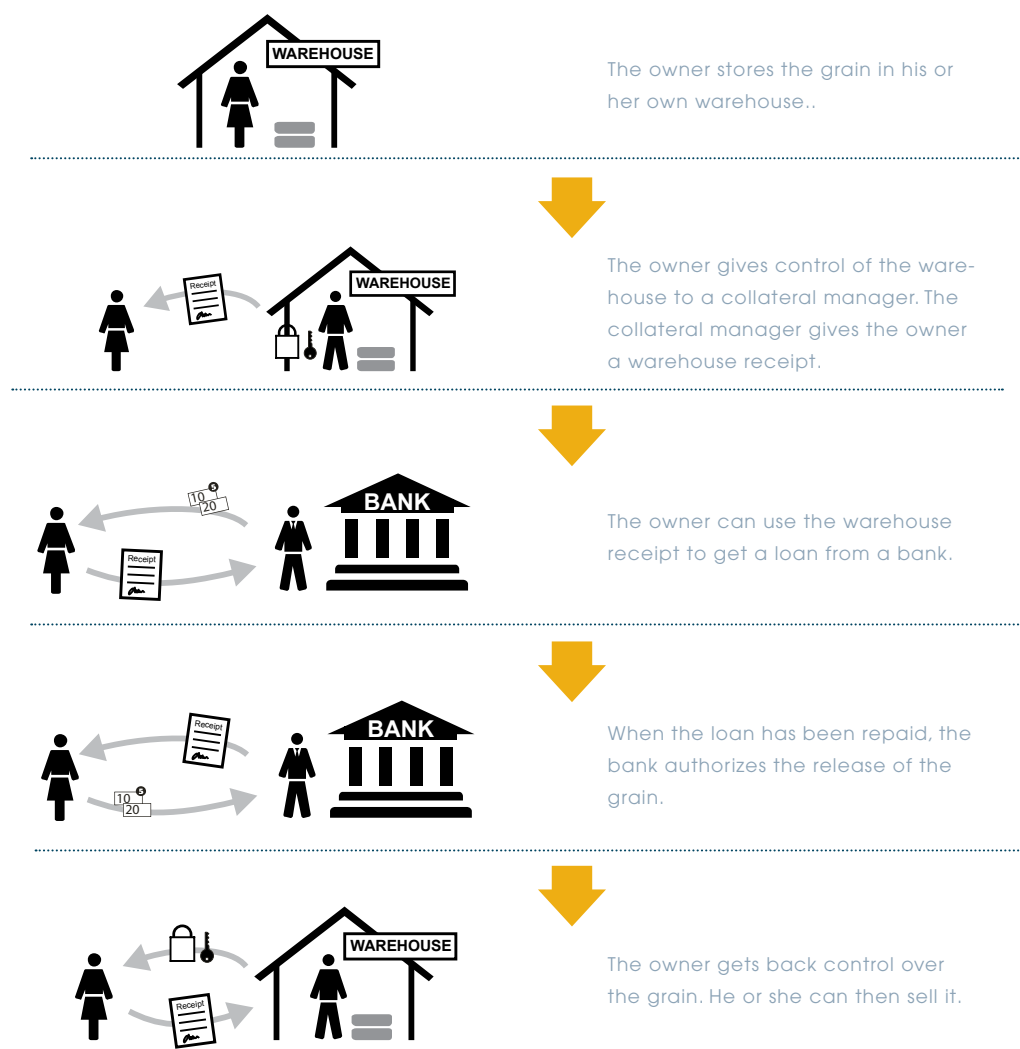 WAREHOUSE
The owner stores the grain in his or
her own warehouse..
Receipt
WAREHOUSE
The owner gives control of the ware-
house to a collateral manager. The
collateral manager gives the owner
a warehouse receipt.
10 $
20
BANK
Receipt
The owner can use the warehouse
receipt to get a loan from a bank.
Receipt
BANK
10 $
20
When the loan has been repaid, the
bank authorizes the release of the
grain.
WAREHOUSE
Receipt
The owner gets back control over
the grain. He or she can then sell it.